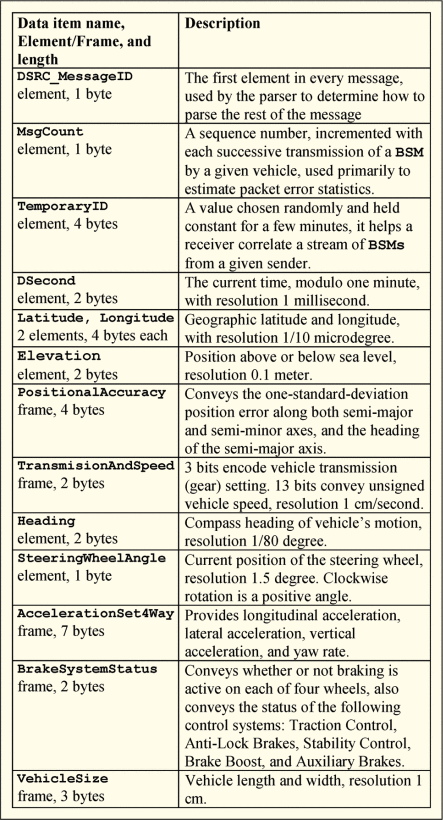 Data item name,
Element/Frame, and
length
Description
DSRC_MessageID
element, 1 byte
The first element in every message,
used by the parser to determine how to
parse the rest of the message
MsgCount
element, 1 byte
A sequence number, incremented with
each successive transmission of a BSM
by a given vehicle, used primarily to
estimate packet error statistics.
TemporaryID
element, 4 bytes
A value chosen randomly and held
constant for a few minutes, it helps a
receiver correlate a stream of BSMs
from a given sender.
DSecond
element, 2 bytes
The current time, modulo one minute,
with resolution 1 millisecond.
Latitude, Longitude
2 elements, 4 bytes each
Geographic latitude and longitude,
with resolution 1/10 microdegree.
Elevation
element, 2 bytes
Position above or below sea level,
resolution 0.1 meter.
PositionalAccuracy
frame, 4 bytes
Conveys the one-standard-deviation
position error along both semi-major
and semi-minor axes, and the heading
of the semi-major axis.
TransmisionAndSpeed
frame, 2 bytes
3 bits encode vehicle transmission
(gear) setting. 13 bits convey unsigned
vehicle speed, resolution 1 cm/second.
Heading
element, 2 bytes
Compass heading of vehicle's motion,
resolution 1/80 degree.
SteeringWheelAngle
element, 1 byte
Current position of the steering wheel,
resolution 1.5 degree. Clockwise
rotation is a positive angle.
AccelerationSet4Way
frame, 7 bytes
Provides longitudinal acceleration,
lateral acceleration, vertical
acceleration, and yaw rate.
BrakeSystemStatus
frame, 2 bytes
Conveys whether or not braking is
active on each of four wheels, also
conveys the status of the following
control systems: Traction Control,
Anti-Lock Brakes, Stability Control,
Brake Boost, and Auxiliary Brakes.
VehicleSize
frame, 3 bytes
Vehicle length and width, resolution 1
cm.